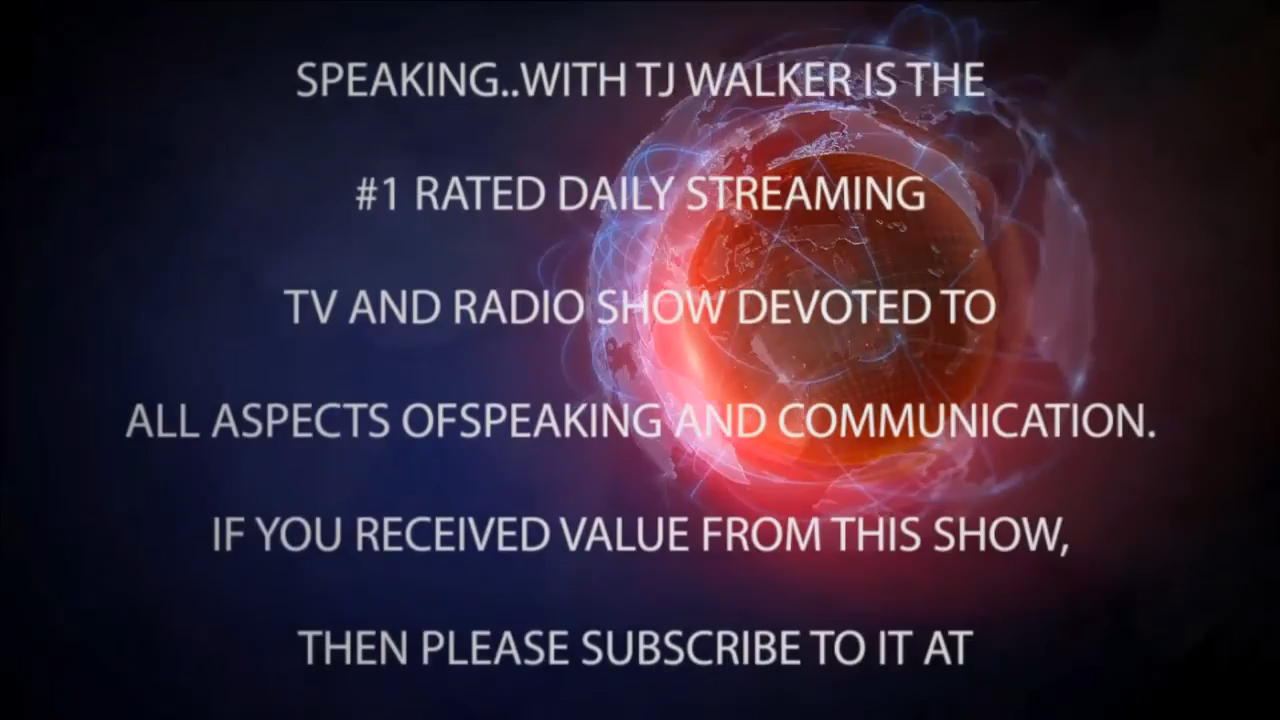 SPEAKING..WITH TJ WALKER IS THE
#1 RATED DAILY STREAMING
TV AND RADIO SHOW DEVOTED TO
ALL ASPECTS OFSPEAKING AND COMMUNICATION.
IF YOU RECEIVED VALUE FROM THIS SHOW,
THEN PLEASE SUBSCRIBE TO IT AT